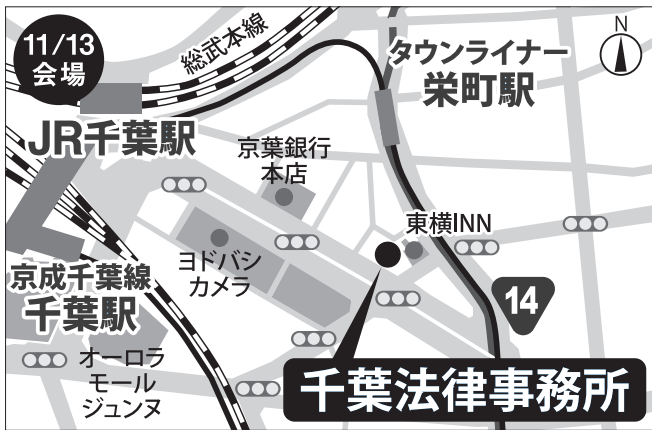 11/13
会場
総武本線
タウンライナー
栄町駅
N
JR千葉駅
京葉銀行
本店
東横INN
ヨドバシ
カメラ
京成千葉線
千葉駅
14
オーロラ
モール
ジュンヌ
千葉法律事務所